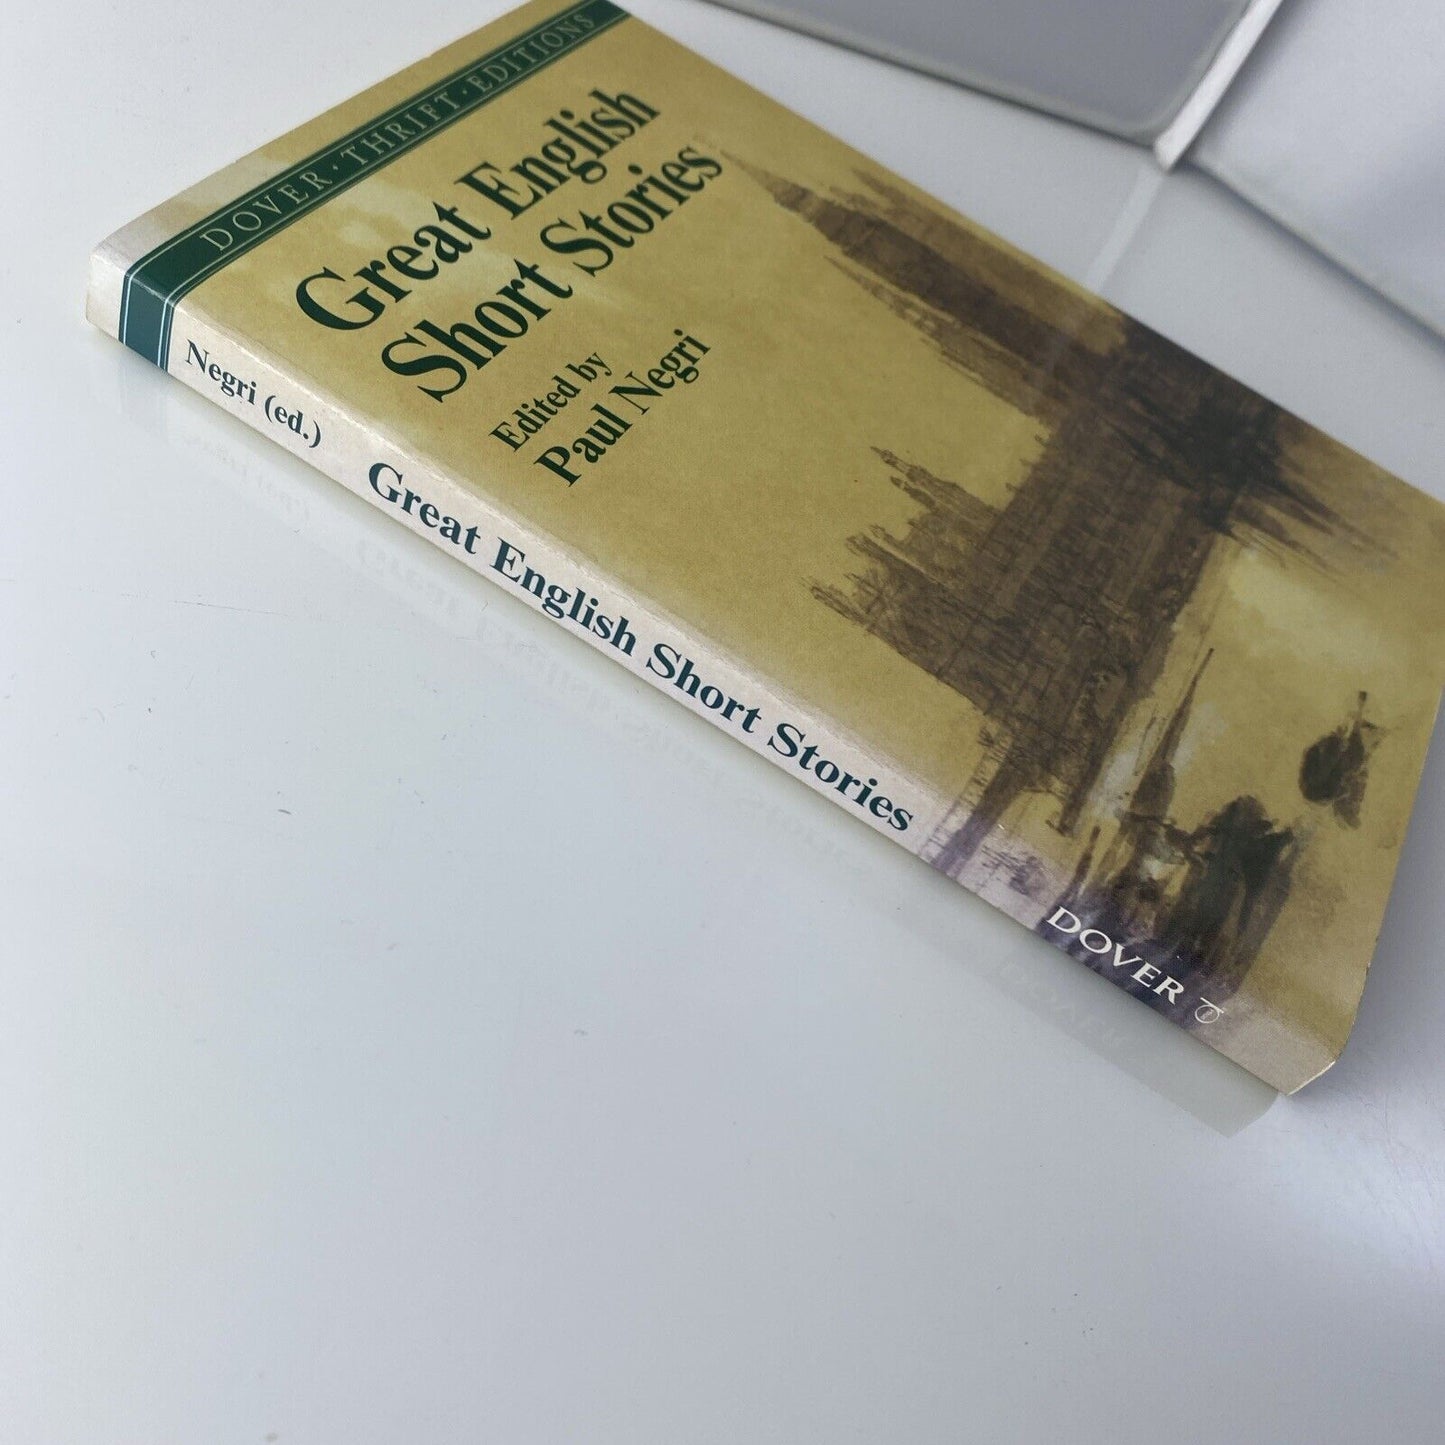 DOVER · THRIFT · EDITIONS
Great English
Short Stories
Edited by
Paul Negri
Negri (ed.) Great English Short Stories DOVER